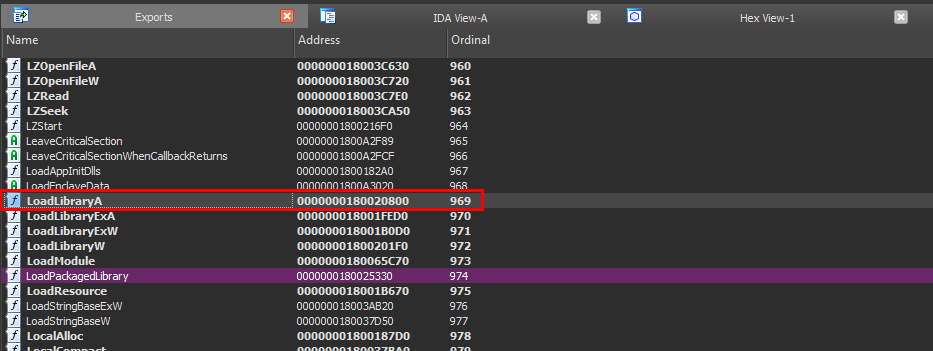 Exports IDA View-A Hex View-1
Name Address Ordinal
LZOpenFileA 000000018003C630 960
LZOpenFileW 000000018003C720 961
LZRead 000000018003C7E0 962
LZSeek 000000018003CA50 963
LZStart 00000001800216F0 964
LeaveCriticalSection 00000001800A2F89 965
LeaveCriticalSectionWhenCallbackReturns 00000001800A2FCF 966
LoadAppInitDlls 00000001800182A0 967
LoadEnclaveData 00000001800A3020 968
LoadLibraryA 0000000180020800 969
LoadLibraryExA 000000018001FED0 970
LoadLibraryExW 000000018001B0D0 971
LoadLibraryW 00000001800201F0 972
LoadModule 0000000180065C70 973
LoadPackagedLibrary 0000000180025330 974
LoadResource 000000018001B670 975
LoadStringBaseExW 000000018003AB20 976
LoadStringBaseW 0000000180037D50 977
LocalAlloc 00000001800187D0 978
LocalCompact 0000000180037BA0 979